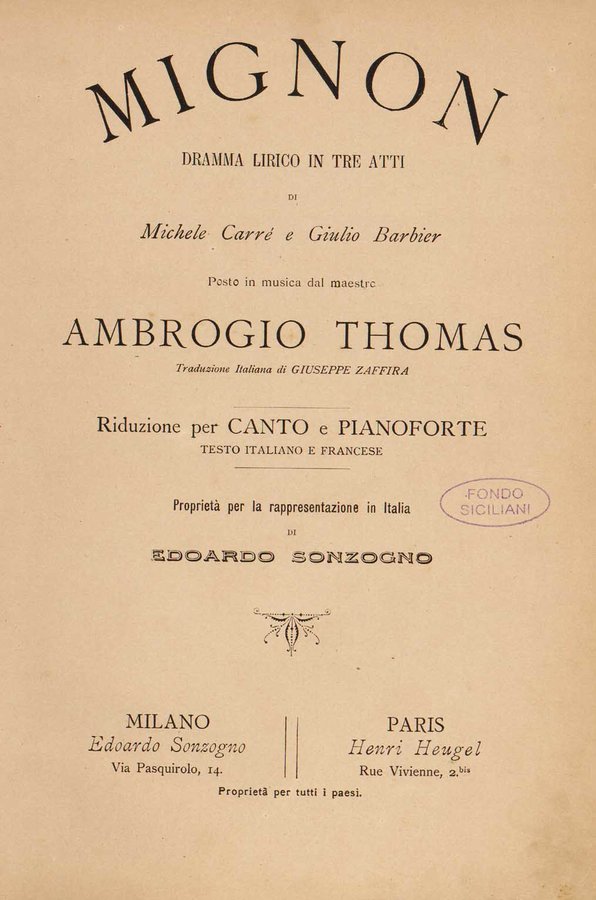 MIGNON
DRAMMA LIRICO IN TRE ATTI
DI
Michele Carré e Giulio Barbier
Posto in musica dal maestro
AMBROGIO THOMAS
Traduzione Italiana di GIUSEPPE ZAFFIRA
Riduzione per CANTO e PIANOFORTE
TESTO ITALIANO E FRANCESE
Proprietà per la rappresentazione in Italia
DI
EDOARDO SONZOGNO
FONDO
SICILIANI
MILANO
Edoardo Sonzogno
Via Pasquirolo, 14.
PARIS
Henri Heugel
Rue Vivienne, 2.bis
Proprietà per tutti i paesi.